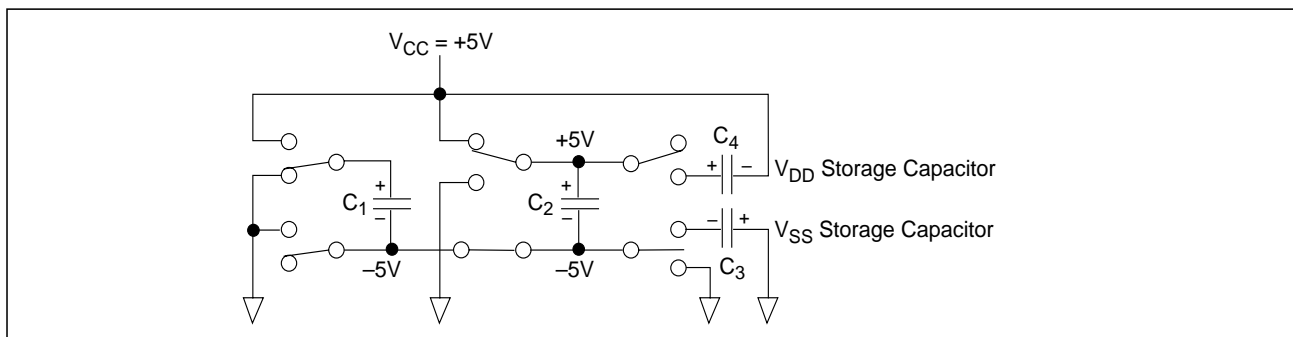 V_CC = +5V
+5V
C_4
+ –
V_DD Storage Capacitor
+
C_1
–
+
C_2
–
– +
V_SS Storage Capacitor
–5V
–5V
C_3